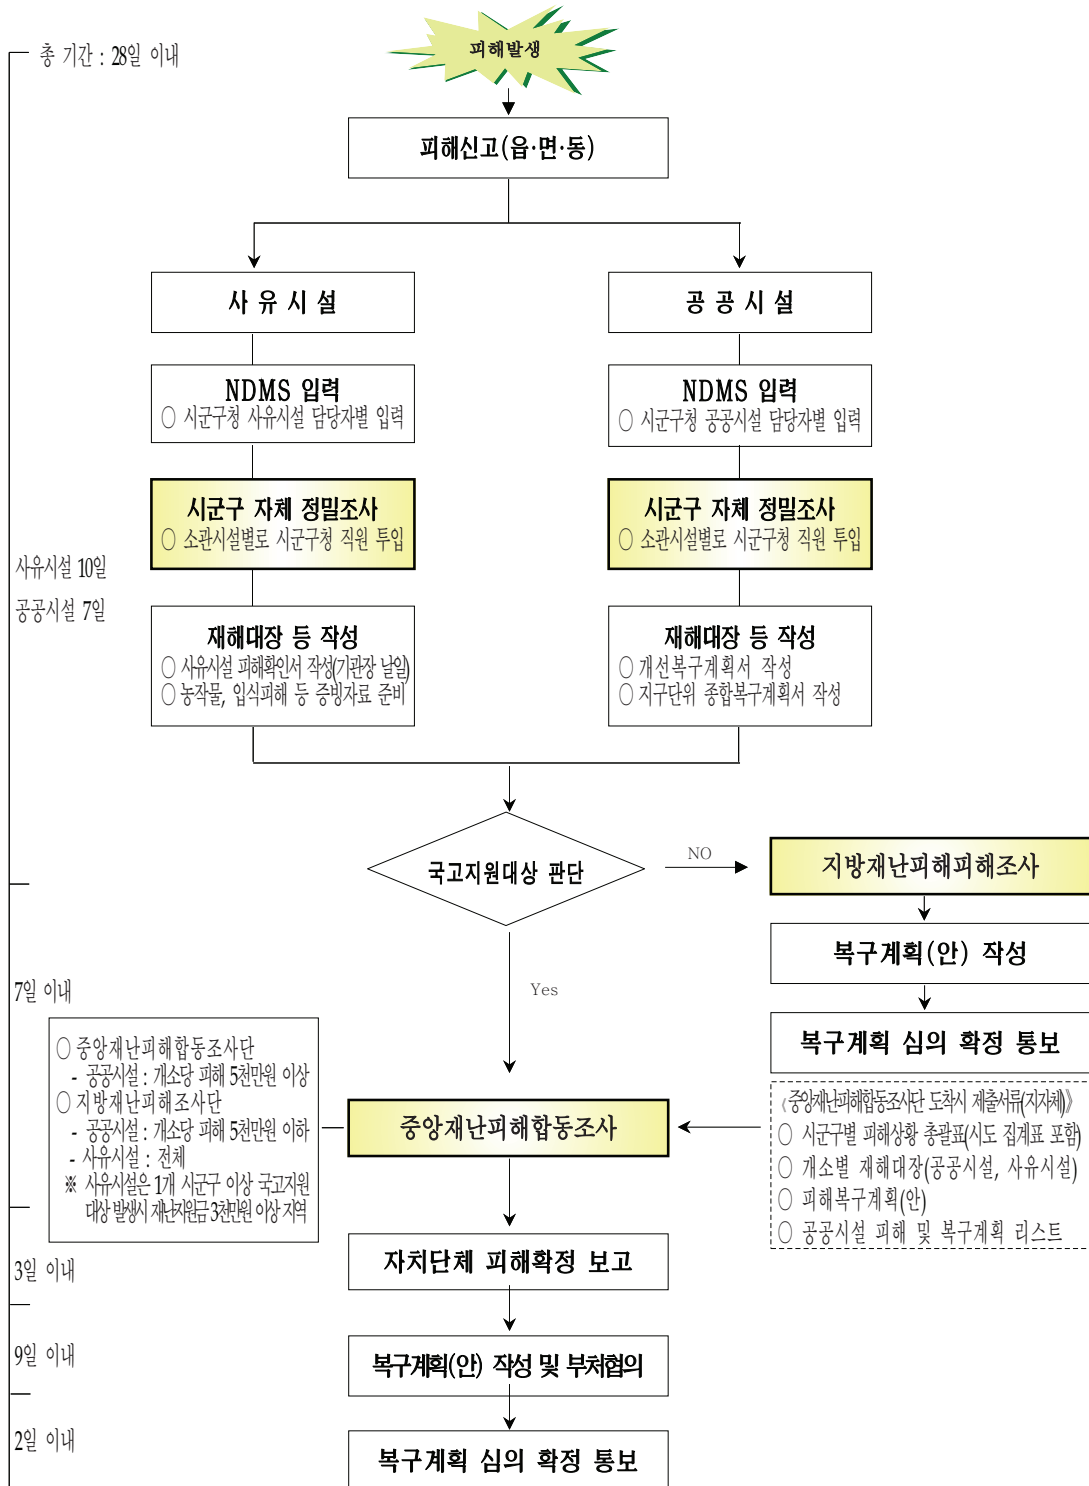 총 기간 : 28일 이내
피해발생
피해신고(읍·면·동)
사 유 시 설
공 공 시 설
NDMS 입력
○ 시군구청 사유시설 담당자별 입력
NDMS 입력
○ 시군구청 공공시설 담당자별 입력
시군구 자체 정밀조사
○ 소관시설별로 시군구청 직원 투입
시군구 자체 정밀조사
○ 소관시설별로 시군구청 직원 투입
사유시설 10일
공공시설 7일
재해대장 등 작성
○ 사유시설 피해확인서 작성(기관장 날일)
○ 농작물, 입식피해 등 증빙자료 준비
재해대장 등 작성
○ 개선복구계획서 작성
○ 지구단위 종합복구계획서 작성
국고지원대상 판단
NO
지방재난피해피해조사
복구계획(안) 작성
복구계획 심의 확정 통보
Yes
7일 이내
○ 중앙재난피해합동조사단
- 공공시설 : 개소당 피해 5천만원 이상
○ 지방재난피해조사단
- 공공시설 : 개소당 피해 5천만원 이하
- 사유시설 : 전체
※ 사유시설은 1개 시군구 이상 국고지원
대상 발생시 재난지원금 3천만원 이상 지역
중앙재난피해합동조사
《중앙재난피해합동조사단 도착시 제출서류(지자체)》
○ 시군구별 피해상황 총괄표(시도 집계표 포함)
○ 개소별 재해대장(공공시설, 사유시설)
○ 피해복구계획(안)
○ 공공시설 피해 및 복구계획 리스트
자치단체 피해확정 보고
3일 이내
복구계획(안) 작성 및 부처협의
9일 이내
복구계획 심의 확정 통보
2일 이내